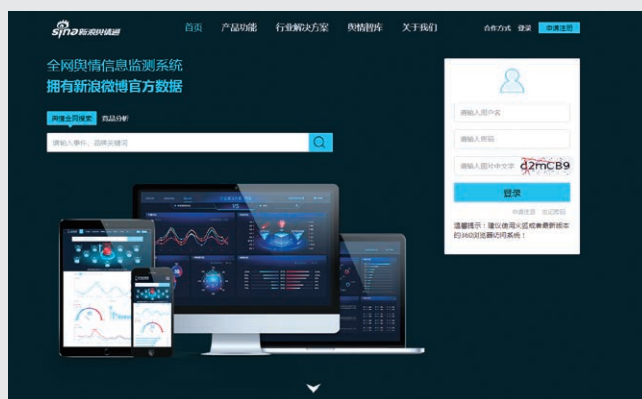 sina新浪舆情通
首页 产品功能 行业解决方案 舆情智库 关于我们 合作方式 登录 申请注册
全网舆情信息监测系统
拥有新浪微博官方数据
舆情全网搜索 竞品分析
请输入事件、品牌关键词
请输入用户名
请输入密码
请输入图片中文字 d2mCB9
登录
申请注册 忘记密码
温馨提示：建议使用火狐或者最新版本
的360浏览器访问系统！
VS